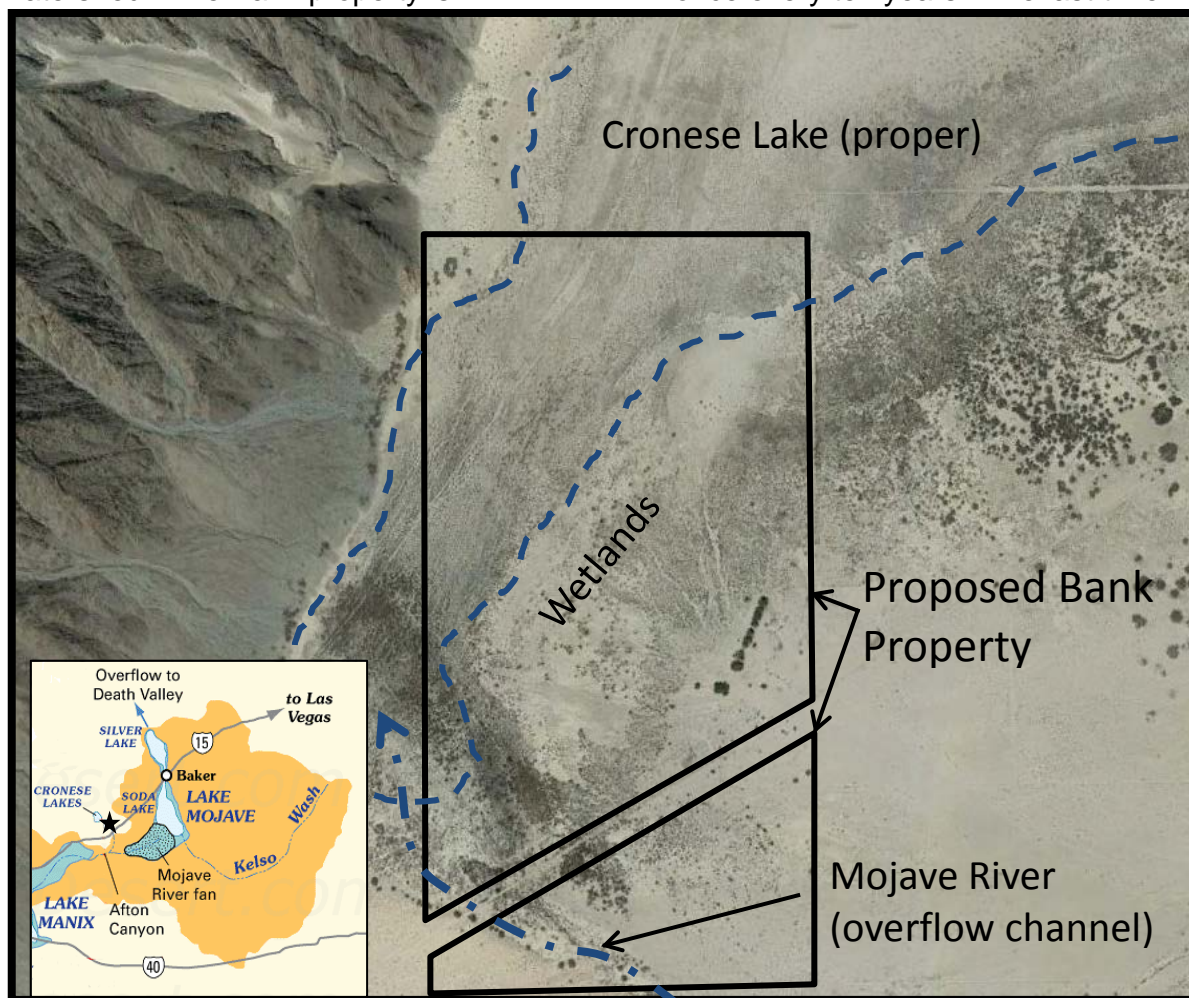 Cronese Lake (proper)
Wetlands
Proposed Bank
Property
Mojave River
(overflow channel)
Overflow to
Death Valley
to Las
Vegas
SILVER
LAKE
15
Baker
CRONESE
LAKES
SODA
LAKE
LAKE
MOJAVE
Wash
Kelso
Mojave
River fan
Afton
Canyon
LAKE
MANIX
40